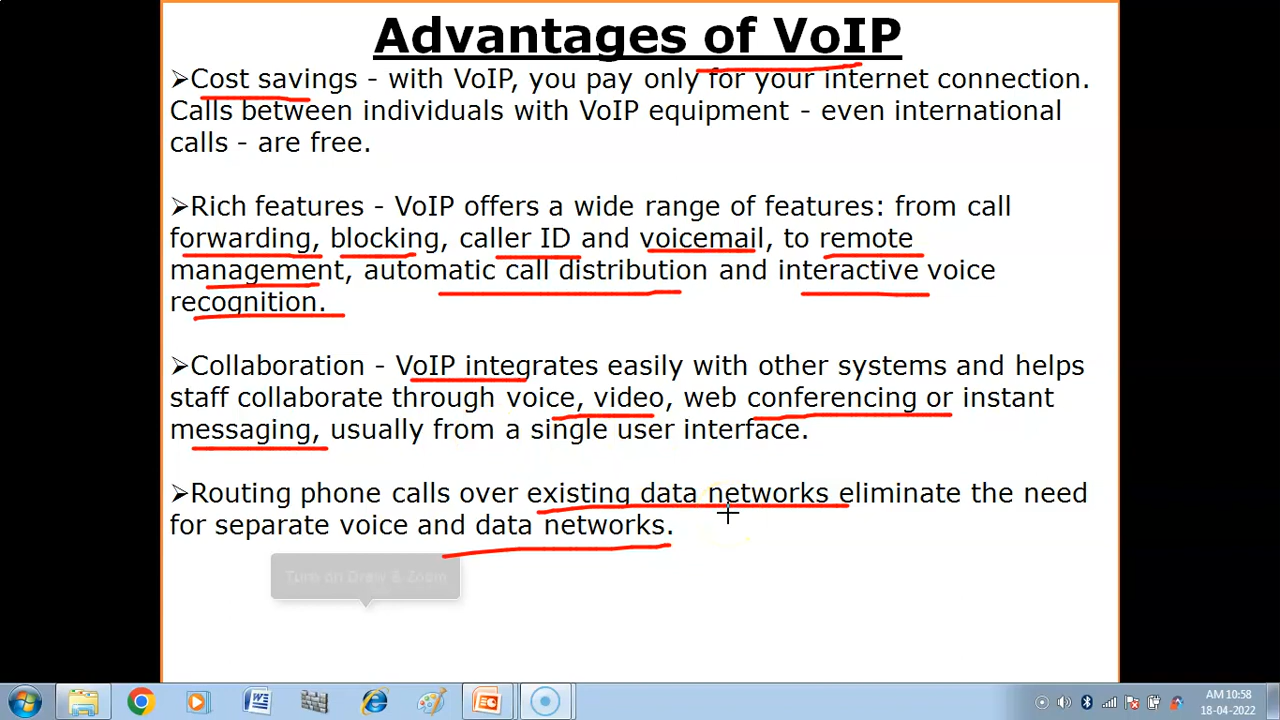 Advantages of VoIP
➢Cost savings - with VoIP, you pay only for your internet connection.
Calls between individuals with VoIP equipment - even international
calls - are free.
➢Rich features - VoIP offers a wide range of features: from call
forwarding, blocking, caller ID and voicemail, to remote
management, automatic call distribution and interactive voice
recognition.
➢Collaboration - VoIP integrates easily with other systems and helps
staff collaborate through voice, video, web conferencing or instant
messaging, usually from a single user interface.
➢Routing phone calls over existing data networks eliminate the need
for separate voice and data networks.
Turn on Draw & Zoom
AM 10:58
18-04-2022